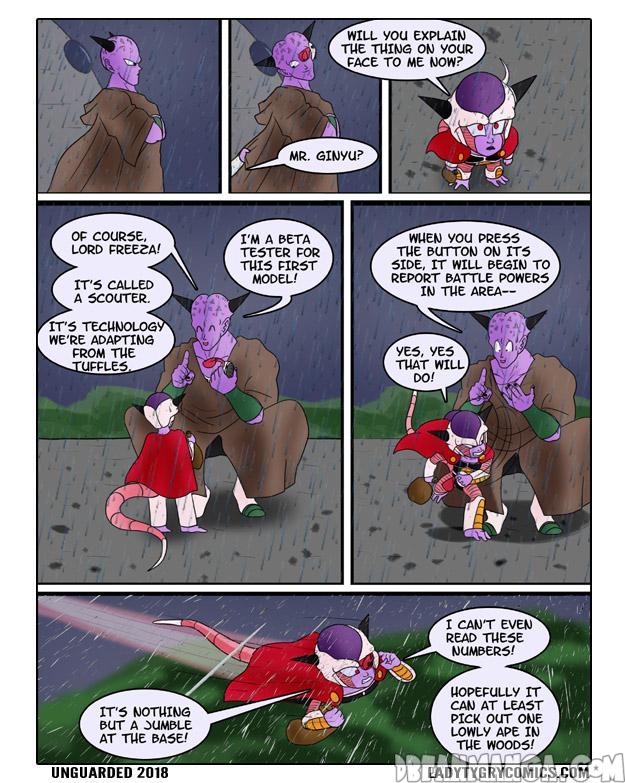 WILL YOU EXPLAIN
THE THING ON YOUR
FACE TO ME NOW?
MR. GINYU?
OF COURSE,
LORD FREEZA!
IT'S CALLED
A SCOUTER.
IT'S TECHNOLOGY
WE'RE ADAPTING
FROM THE
TUFFLES.
I'M A BETA
TESTER FOR
THIS FIRST
MODEL!
WHEN YOU PRESS
THE BUTTON ON ITS
SIDE, IT WILL BEGIN TO
REPORT BATTLE POWERS
IN THE AREA--
YES, YES
THAT WILL
DO!
I CAN'T EVEN
READ THESE
NUMBERS!
IT'S NOTHING
BUT A JUMBLE
AT THE BASE!
HOPEFULLY IT
CAN AT LEAST
PICK OUT ONE
LOWLY APE IN
THE WOODS!
DBEANMANGA.COM
UNGUARDED 2018
LADYTYGRYCOMICS.COM